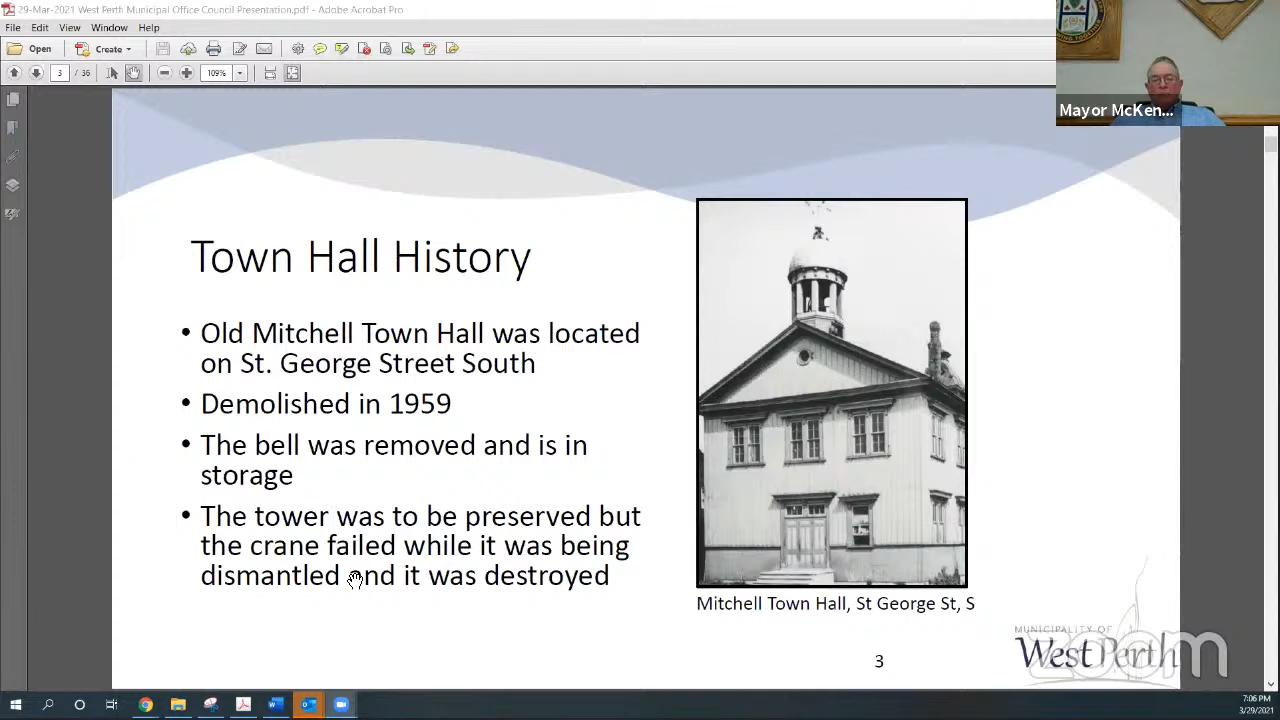 29-Mar-2021 West Perth Municipal Office Council Presentation.pdf - Adobe Acrobat Pro
File Edit View Window Help
Open Create
3 / 36 109%
Mayor McKen...
Town Hall History
• Old Mitchell Town Hall was located
on St. George Street South
• Demolished in 1959
• The bell was removed and is in
storage
• The tower was to be preserved but
the crane failed while it was being
dismantled and it was destroyed
Mitchell Town Hall, St George St, S
MUNICIPALITY OF
West Perth
zoom
3
7:06 PM
3/29/2021